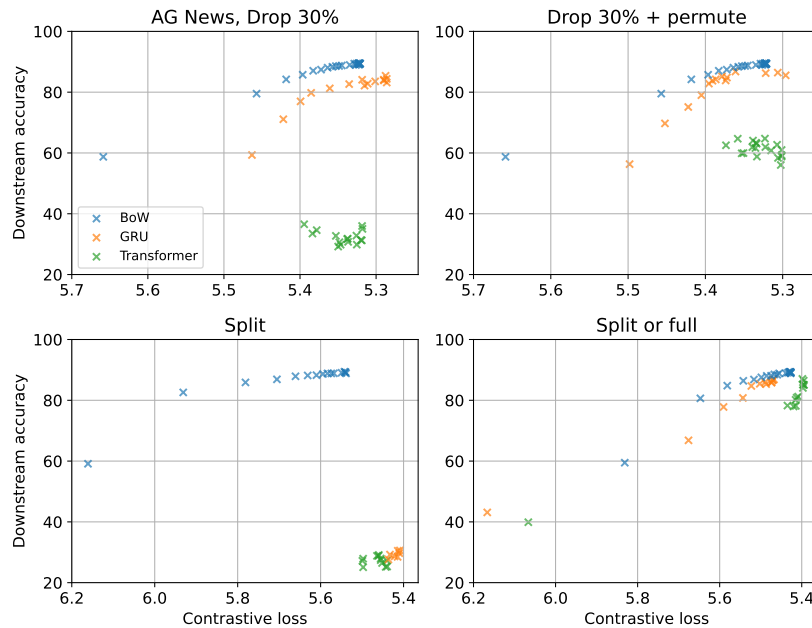 AG News, Drop 30%
Drop 30% + permute
100
80
60
40
20
Downstream accuracy
BoW
GRU
Transformer
5.7 5.6 5.5 5.4 5.3
100
80
60
40
20
5.7 5.6 5.5 5.4 5.3
Split
Split or full
100
80
60
40
20
Downstream accuracy
6.2 6.0 5.8 5.6 5.4
Contrastive loss
100
80
60
40
20
6.2 6.0 5.8 5.6 5.4
Contrastive loss